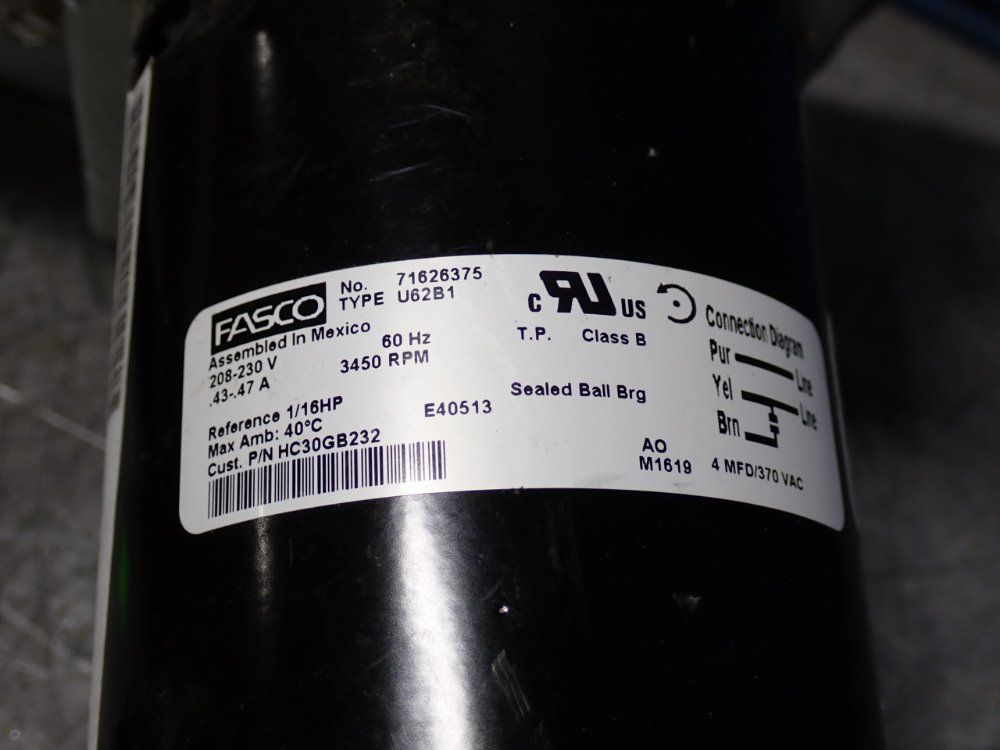 FASCO
No. 71626375
TYPE U62B1
Assembled In Mexico
208-230 V 60 Hz
.43-.47 A 3450 RPM
Reference 1/16HP
Max Amb: 40°C E40513
Cust. P/N HC30GB232
C RU US
T.P. Class B
Sealed Ball Brg
AO
M1619
Connection Diagram
Pur Line
Yel Line
Brn
4 MFD/370 VAC